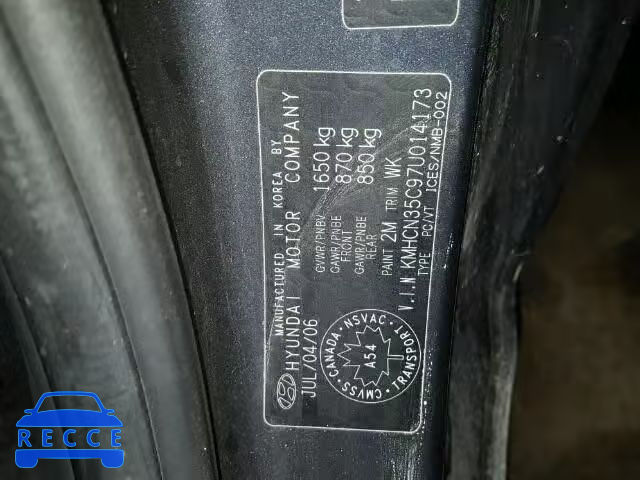 MANUFACTURED IN KOREA BY
HYUNDAI MOTOR COMPANY
JUL/04/06
GVWR/PNBV 1650 kg
GAWR/PNBE FRONT 870 kg
GAWR/PNBE REAR 850 kg
PAINT 2M TRIM WK
V.I.N KMHCN35C97U014173
TYPE PC/VT ICES/NMB-002
CANADA NSVAC
A54
CMVSS TRANSPORT
RECCE